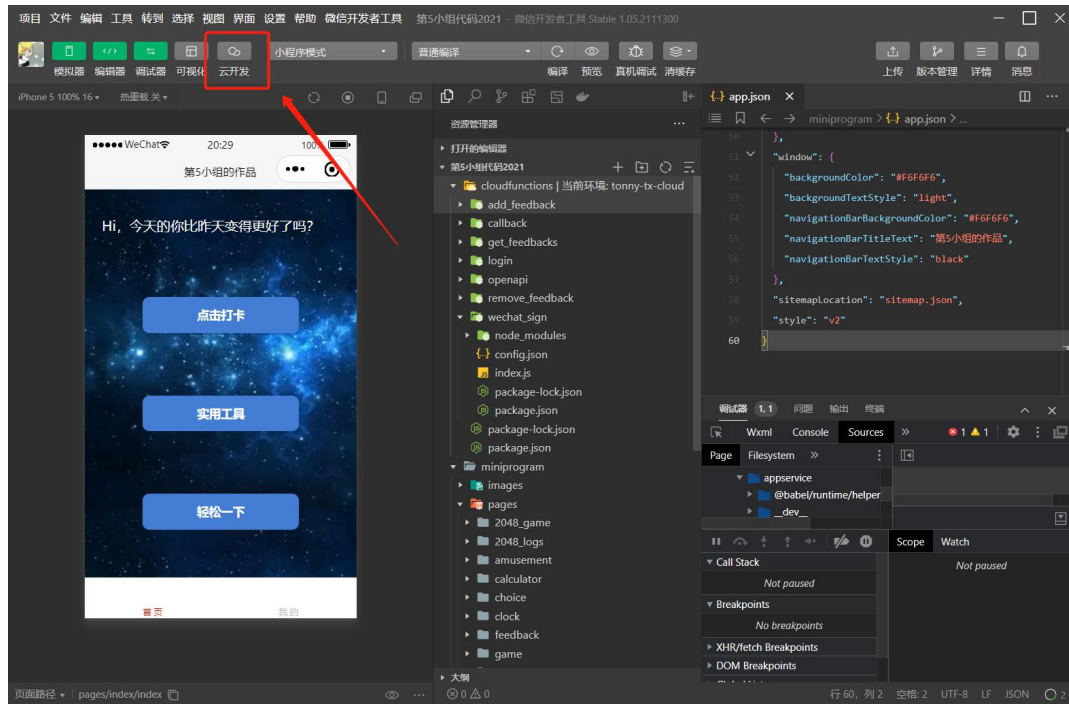 项目 文件 编辑 工具 转到 选择 视图 界面 设置 帮助 微信开发者工具 第5小组代码2021 - 微信开发者工具 Stable 1.05.2111300
模拟器 编辑器 调试器 可视化 云开发
小程序模式
普通编译
编译 预览 真机调试 清缓存
上传 版本管理 详情 消息
iPhone 5 100% 16
热重载 关
WeChat
20:29
100%
第5小组的作品
Hi，今天的你比昨天变得更好了吗？
点击打卡
实用工具
轻松一下
首页
我的
页面路径
pages/index/index
资源管理器
打开的编辑器
第5小组代码2021
cloudfunctions | 当前环境: tonny-tx-cloud
add_feedback
callback
get_feedbacks
login
openapi
remove_feedback
wechat_sign
node_modules
config.json
index.js
package-lock.json
package.json
package-lock.json
package.json
miniprogram
images
pages
2048_game
2048_logs
amusement
calculator
choice
clock
feedback
game
大纲
0 0
app.json
miniprogram > app.json > ...
50 },
51 "window": {
52 "backgroundColor": "#F6F6F6",
53 "backgroundTextStyle": "light",
54 "navigationBarBackgroundColor": "#F6F6F6",
55 "navigationBarTitleText": "第5小组的作品",
56 "navigationBarTextStyle": "black"
57 },
58 "sitemapLocation": "sitemap.json",
59 "style": "v2"
60 }
调试器 1, 1 问题 输出 终端
Wxml Console Sources » 1 1
Page Filesystem »
appservice
@babel/runtime/helper
__dev__
Scope Watch
Call Stack
Not paused
Not paused
Breakpoints
No breakpoints
XHR/fetch Breakpoints
DOM Breakpoints
行 60, 列 2 空格: 2 UTF-8 LF JSON 2